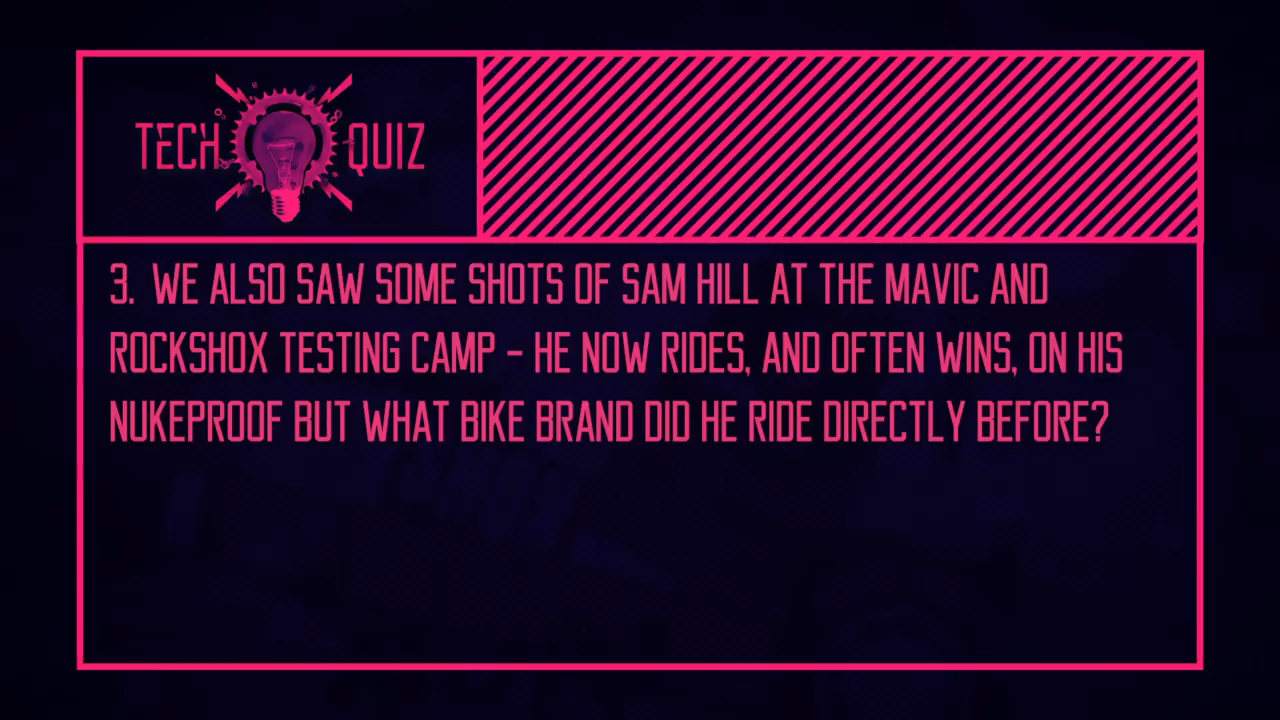 TECH QUIZ
3. WE ALSO SAW SOME SHOTS OF SAM HILL AT THE MAVIC AND
ROCKSHOX TESTING CAMP - HE NOW RIDES, AND OFTEN WINS, ON HIS
NUKEPROOF BUT WHAT BIKE BRAND DID HE RIDE DIRECTLY BEFORE?